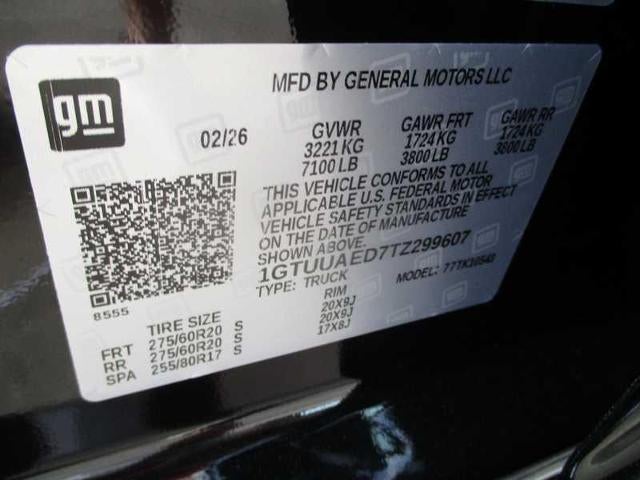 gm
MFD BY GENERAL MOTORS LLC
02/26
GVWR
3221 KG
7100 LB
GAWR FRT
1724 KG
3800 LB
GAWR RR
1724 KG
3800 LB
THIS VEHICLE CONFORMS TO ALL
APPLICABLE U.S. FEDERAL MOTOR
VEHICLE SAFETY STANDARDS IN EFFECT
ON THE DATE OF MANUFACTURE
SHOWN ABOVE.
1GTUUAED7TZ299607
TYPE: TRUCK
MODEL: 77TK10543
8555
TIRE SIZE RIM
FRT 275/60R20 S 20X9J
RR 275/60R20 S 20X9J
SPA 255/80R17 S 17X8J